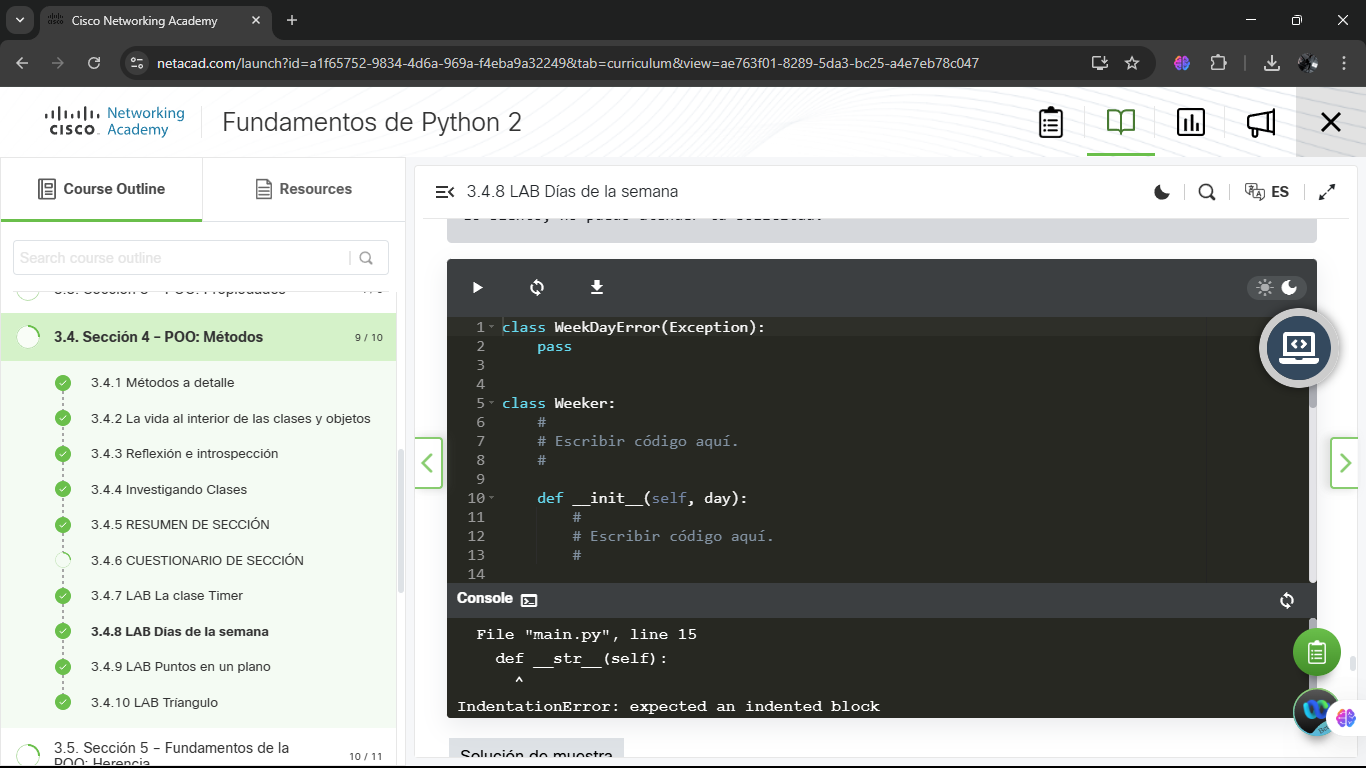 Cisco Networking Academy
netacad.com/launch?id=a1f65752-9834-4d6a-969a-f4eba9a32249&tab=curriculum&view=ae763f01-8289-5da3-bc25-a4e7eb78c047
CISCO Networking Academy
Fundamentos de Python 2
Course Outline
Resources
Search course outline
3.4. Sección 4 – POO: Métodos
9 / 10
3.4.1 Métodos a detalle
3.4.2 La vida al interior de las clases y objetos
3.4.3 Reflexión e introspección
3.4.4 Investigando Clases
3.4.5 RESUMEN DE SECCIÓN
3.4.6 CUESTIONARIO DE SECCIÓN
3.4.7 LAB La clase Timer
3.4.8 LAB Días de la semana
3.4.9 LAB Puntos en un plano
3.4.10 LAB Tríangulo
3.5. Sección 5 – Fundamentos de la
POO: Herencia
10 / 11
3.4.8 LAB Días de la semana
ES
1 class WeekDayError(Exception):
2 pass
3
4
5 class Weeker:
6 #
7 # Escribir código aquí.
8 #
9
10 def __init__(self, day):
11 #
12 # Escribir código aquí.
13 #
14
Console
File "main.py", line 15
def __str__(self):
^
IndentationError: expected an indented block
Solución de muestra